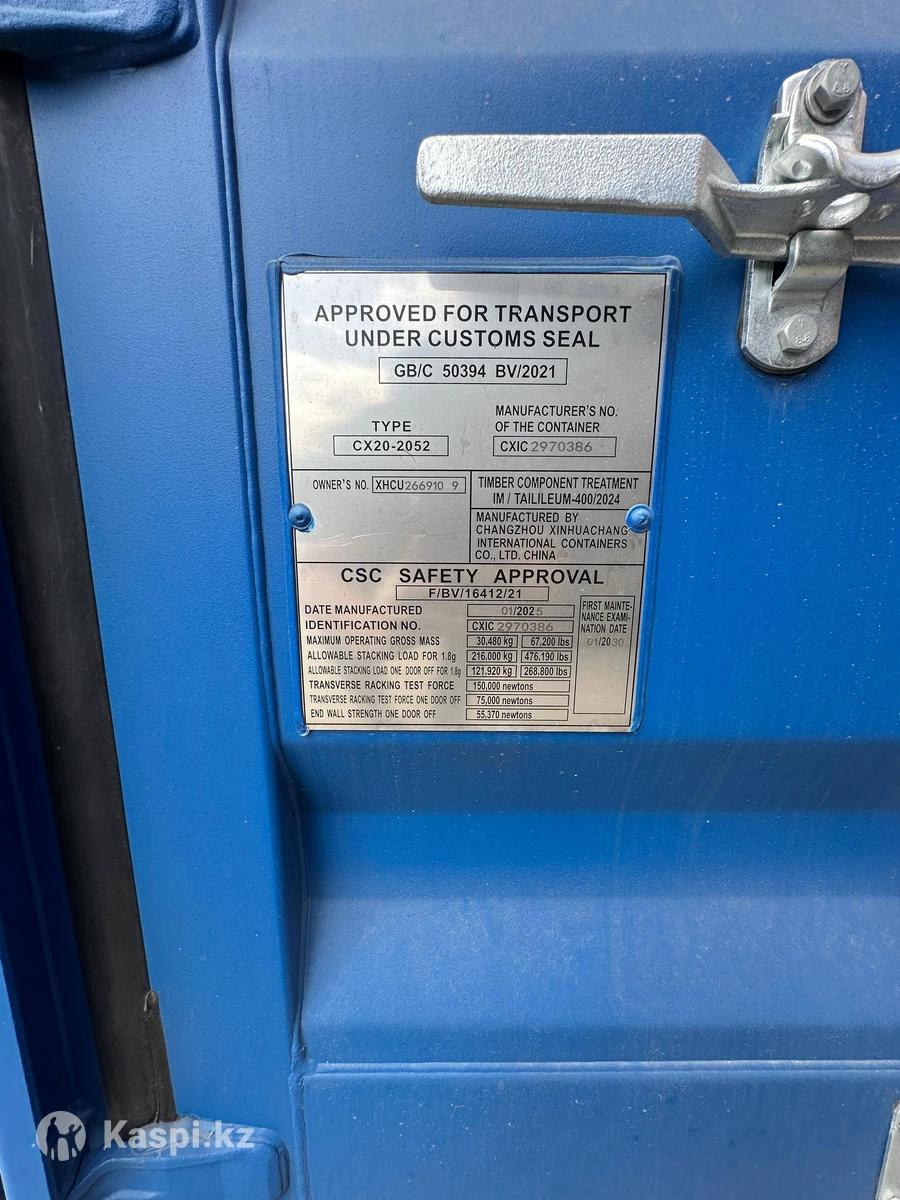 APPROVED FOR TRANSPORT
UNDER CUSTOMS SEAL
GB/C 50394 BV/2021
TYPE
CX20-2052
MANUFACTURER'S NO.
OF THE CONTAINER
CXIC 2970386
OWNER'S NO. XHCU266910 9
TIMBER COMPONENT TREATMENT
IM / TAILILEUM-400/2024
MANUFACTURED BY
CHANGZHOU XINHUACHANG
INTERNATIONAL CONTAINERS
CO., LTD. CHINA
CSC SAFETY APPROVAL
F/BV/16412/21
DATE MANUFACTURED 01/2025
IDENTIFICATION NO. CXIC 2970386
MAXIMUM OPERATING GROSS MASS 30.480 kg 67.200 lbs
ALLOWABLE STACKING LOAD FOR 1.8g 216.000 kg 476.190 lbs
ALLOWABLE STACKING LOAD ONE DOOR OFF FOR 1.8g 121.920 kg 268.800 lbs
TRANSVERSE RACKING TEST FORCE 150.000 newtons
TRANSVERSE RACKING TEST FORCE ONE DOOR OFF 75.000 newtons
END WALL STRENGTH ONE DOOR OFF 55.370 newtons
FIRST MAINTE-
NANCE EXAMI-
NATION DATE
01/2030
Kaspi.kz